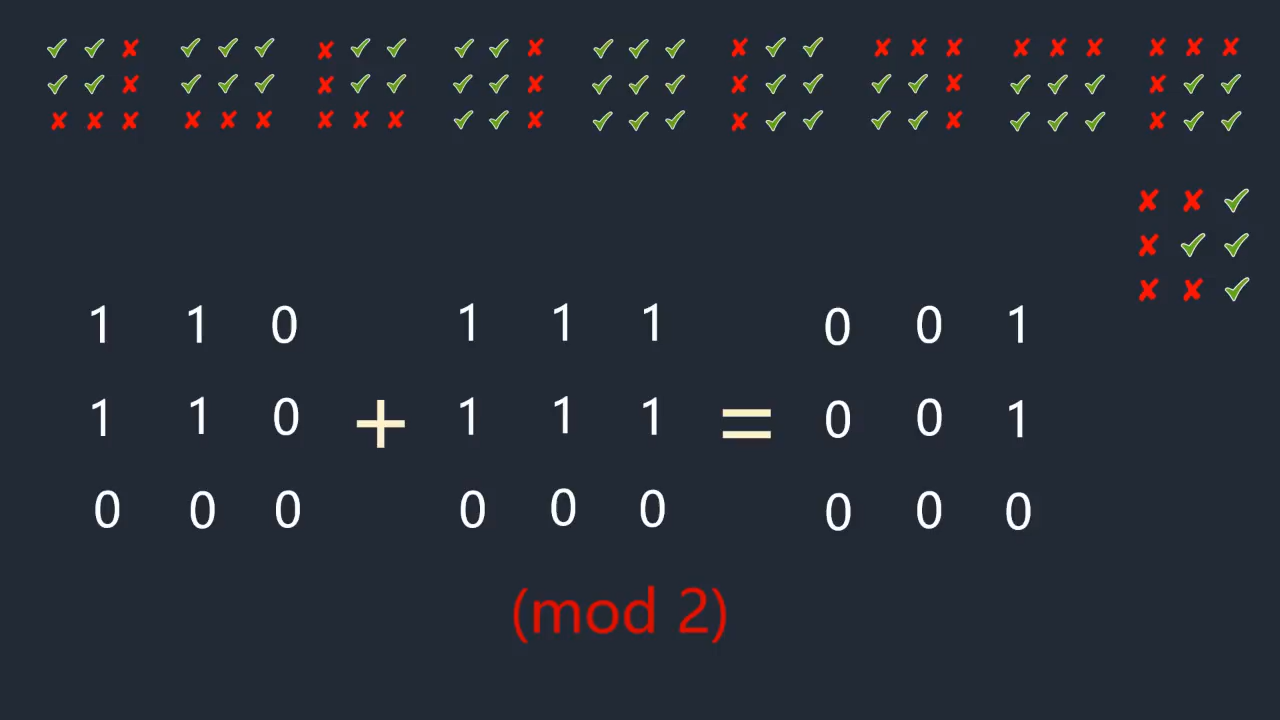 ✓ ✓ ✗ ✓ ✓ ✓ ✗ ✓ ✓ ✓ ✓ ✗ ✓ ✓ ✓ ✗ ✓ ✓ ✗ ✗ ✗ ✗ ✗ ✗ ✗ ✗ ✗
✓ ✓ ✗ ✓ ✓ ✓ ✗ ✓ ✓ ✓ ✓ ✗ ✓ ✓ ✓ ✗ ✓ ✓ ✓ ✓ ✗ ✓ ✓ ✓ ✗ ✓ ✓
✗ ✗ ✗ ✗ ✗ ✗ ✗ ✗ ✗ ✓ ✓ ✗ ✓ ✓ ✓ ✗ ✓ ✓ ✓ ✓ ✗ ✓ ✓ ✓ ✗ ✓ ✓
✗ ✗ ✓
✗ ✓ ✓
✗ ✗ ✓
1 1 0 1 1 1 0 0 1
1 1 0 + 1 1 1 = 0 0 1
0 0 0 0 0 0 0 0 0
(mod 2)